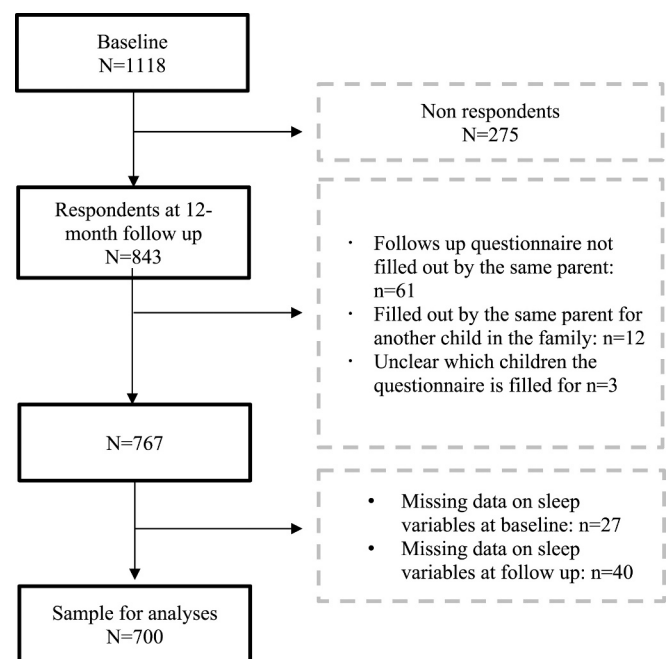 Baseline
N=1118
Non respondents
N=275
Respondents at 12-
month follow up
N=843
· Follows up questionnaire not
filled out by the same parent:
n=61
· Filled out by the same parent for
another child in the family: n=12
· Unclear which children the
questionnaire is filled for n=3
N=767
• Missing data on sleep
variables at baseline: n=27
• Missing data on sleep
variables at follow up: n=40
Sample for analyses
N=700